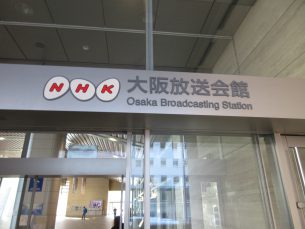 NHK 大阪放送会館
Osaka Broadcasting Station